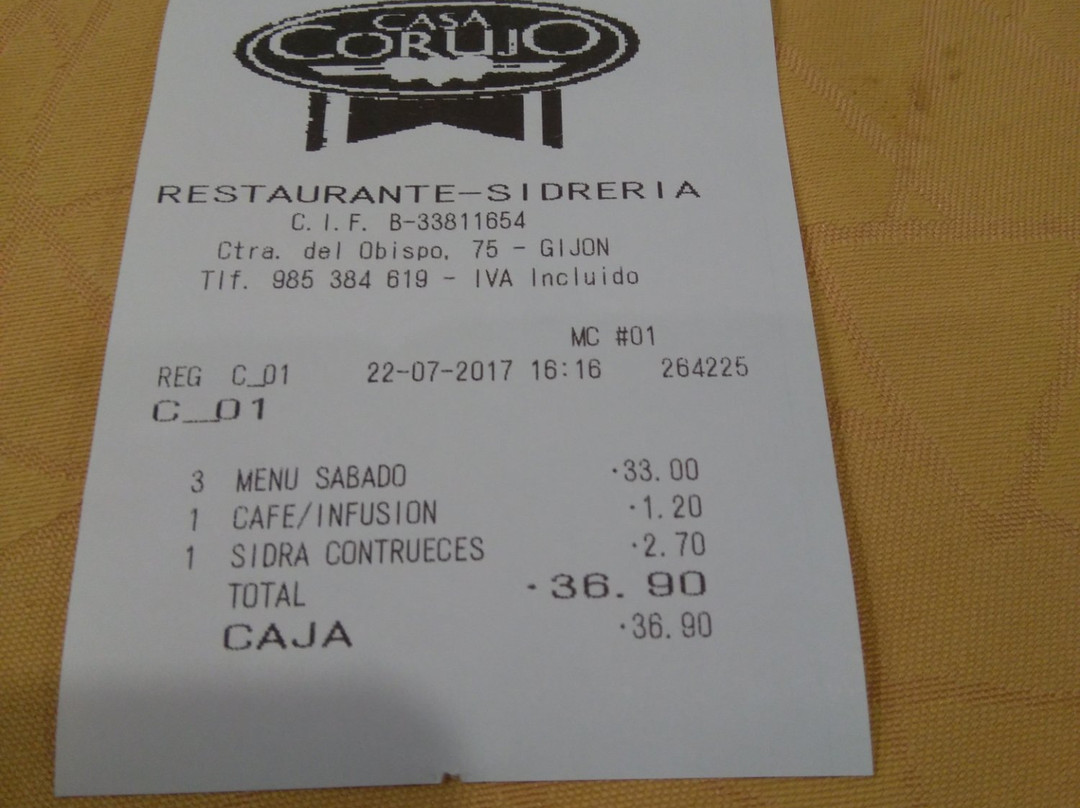 CASA
CORUJO
RESTAURANTE-SIDRERIA
C.I.F. B-33811654
Ctra. del Obispo, 75 - GIJON
Tlf. 985 384 619 - IVA Incluido
MC #01
REG C_01 22-07-2017 16:16 264225
C_01
3 MENU SABADO ·33.00
1 CAFE/INFUSION ·1.20
1 SIDRA CONTRUECES ·2.70
TOTAL ·36.90
CAJA ·36.90